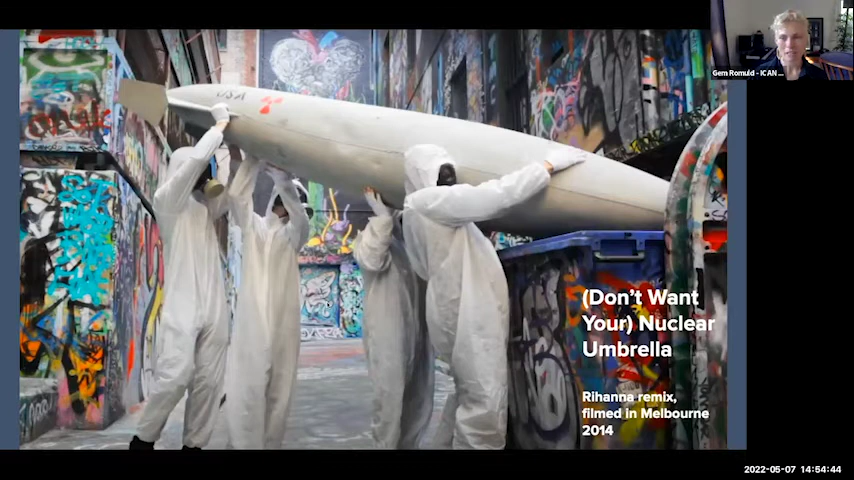 Gem Romuld - ICAN ...
USA
(Don't Want
Your) Nuclear
Umbrella
Rihanna remix,
filmed in Melbourne
2014
2022-05-07 14:54:44